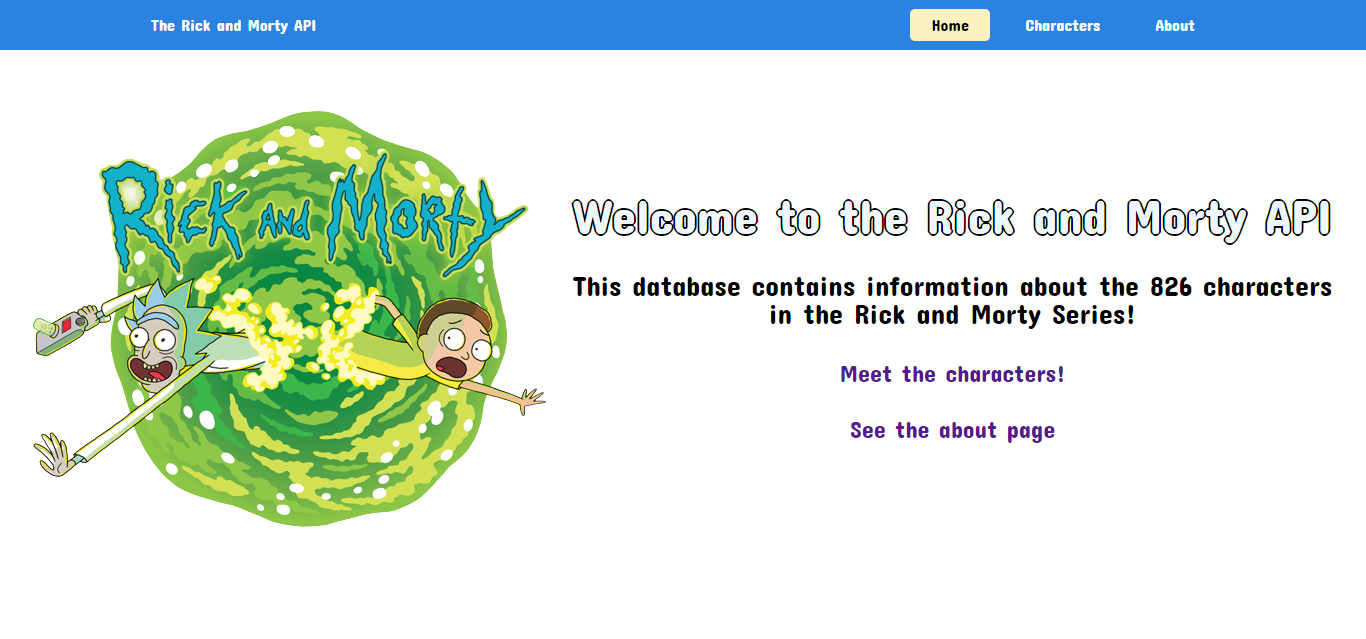 The Rick and Morty API
Home
Characters
About
Rick And Morty
Welcome to the Rick and Morty API
This database contains information about the 826 characters
in the Rick and Morty Series!
Meet the characters!
See the about page